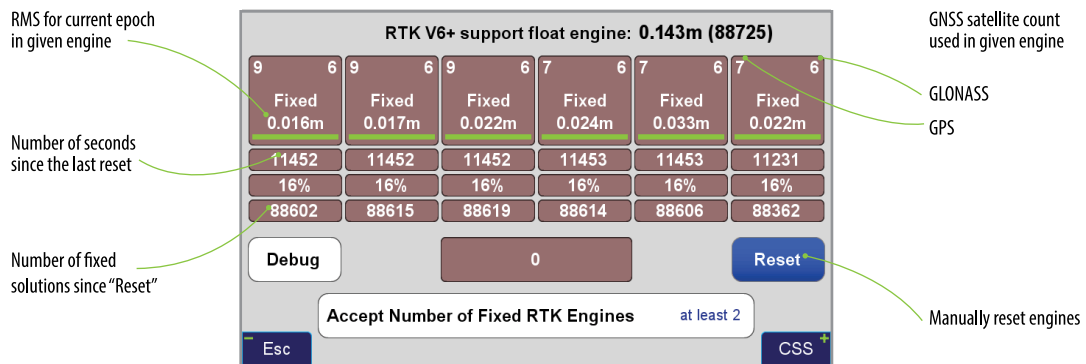 RMS for current epoch
in given engine
Number of seconds
since the last reset
Number of fixed
solutions since "Reset"
RTK V6+ support float engine: 0.143m (88725)
9 6 9 6 9 6 7 6 7 6 7 6
Fixed Fixed Fixed Fixed Fixed Fixed
0.016m 0.017m 0.022m 0.024m 0.033m 0.022m
11452 11452 11452 11453 11453 11231
16% 16% 16% 16% 16% 16%
88602 88615 88619 88614 88606 88362
Debug 0 Reset
Accept Number of Fixed RTK Engines at least 2
- Esc CSS +
GNSS satellite count
used in given engine
GLONASS
GPS
Manually reset engines